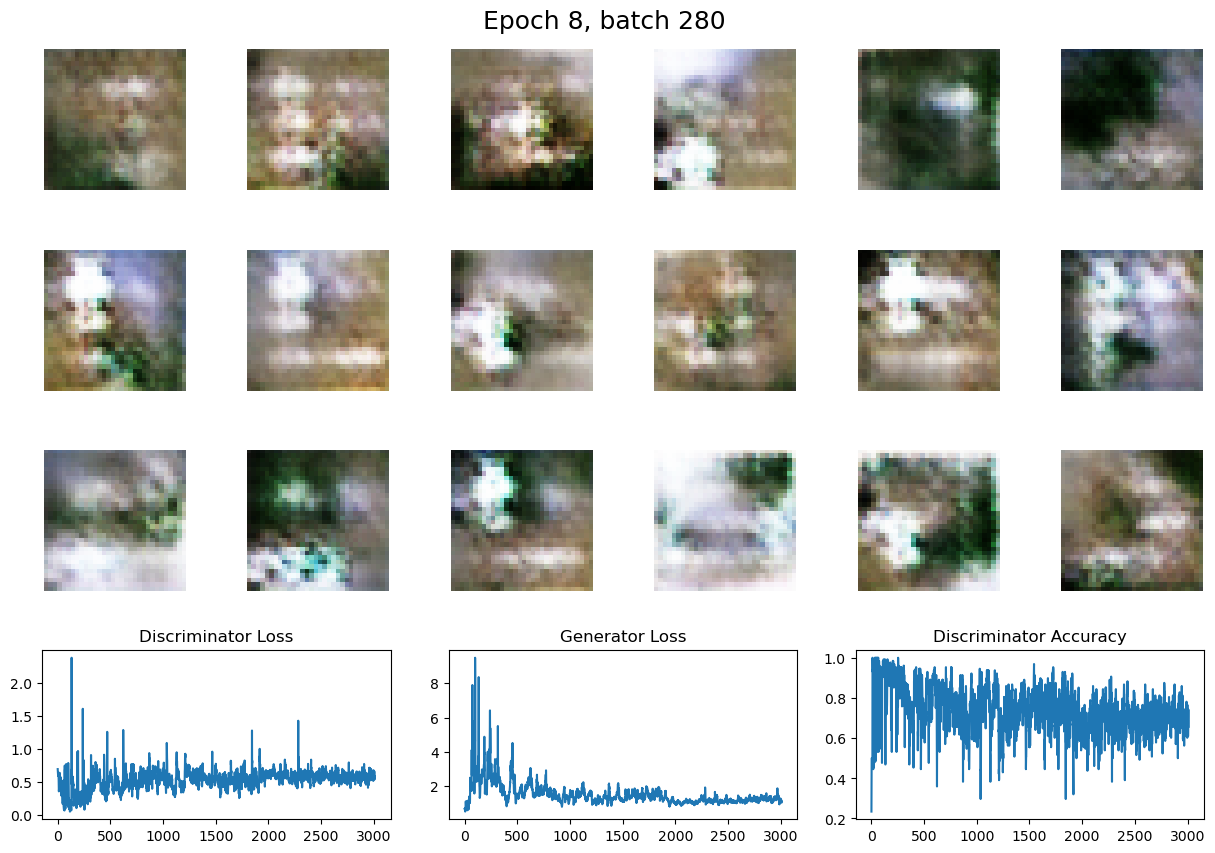 Epoch 8, batch 280
Discriminator Loss
Generator Loss
Discriminator Accuracy
2.0
1.5
1.0
0.5
0.0
0 500 1000 1500 2000 2500 3000
8
6
4
2
0 500 1000 1500 2000 2500 3000
1.0
0.8
0.6
0.4
0.2
0 500 1000 1500 2000 2500 3000